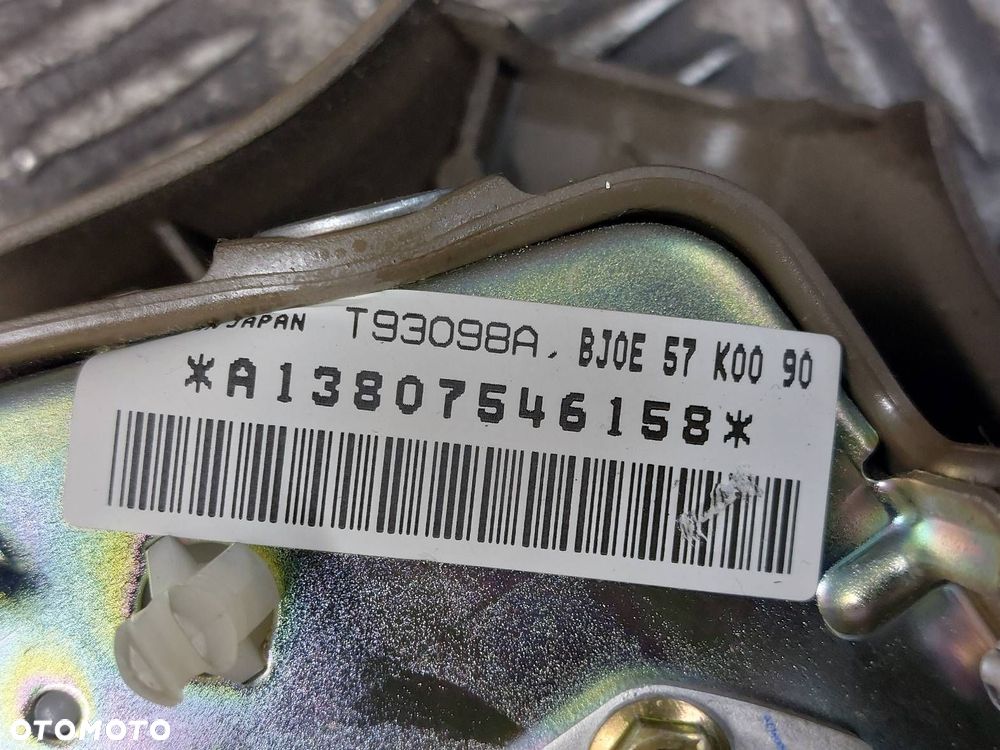 JAPAN T93098A. BJ0E 57 K00 90
*A13807546158*
OTOMOTO